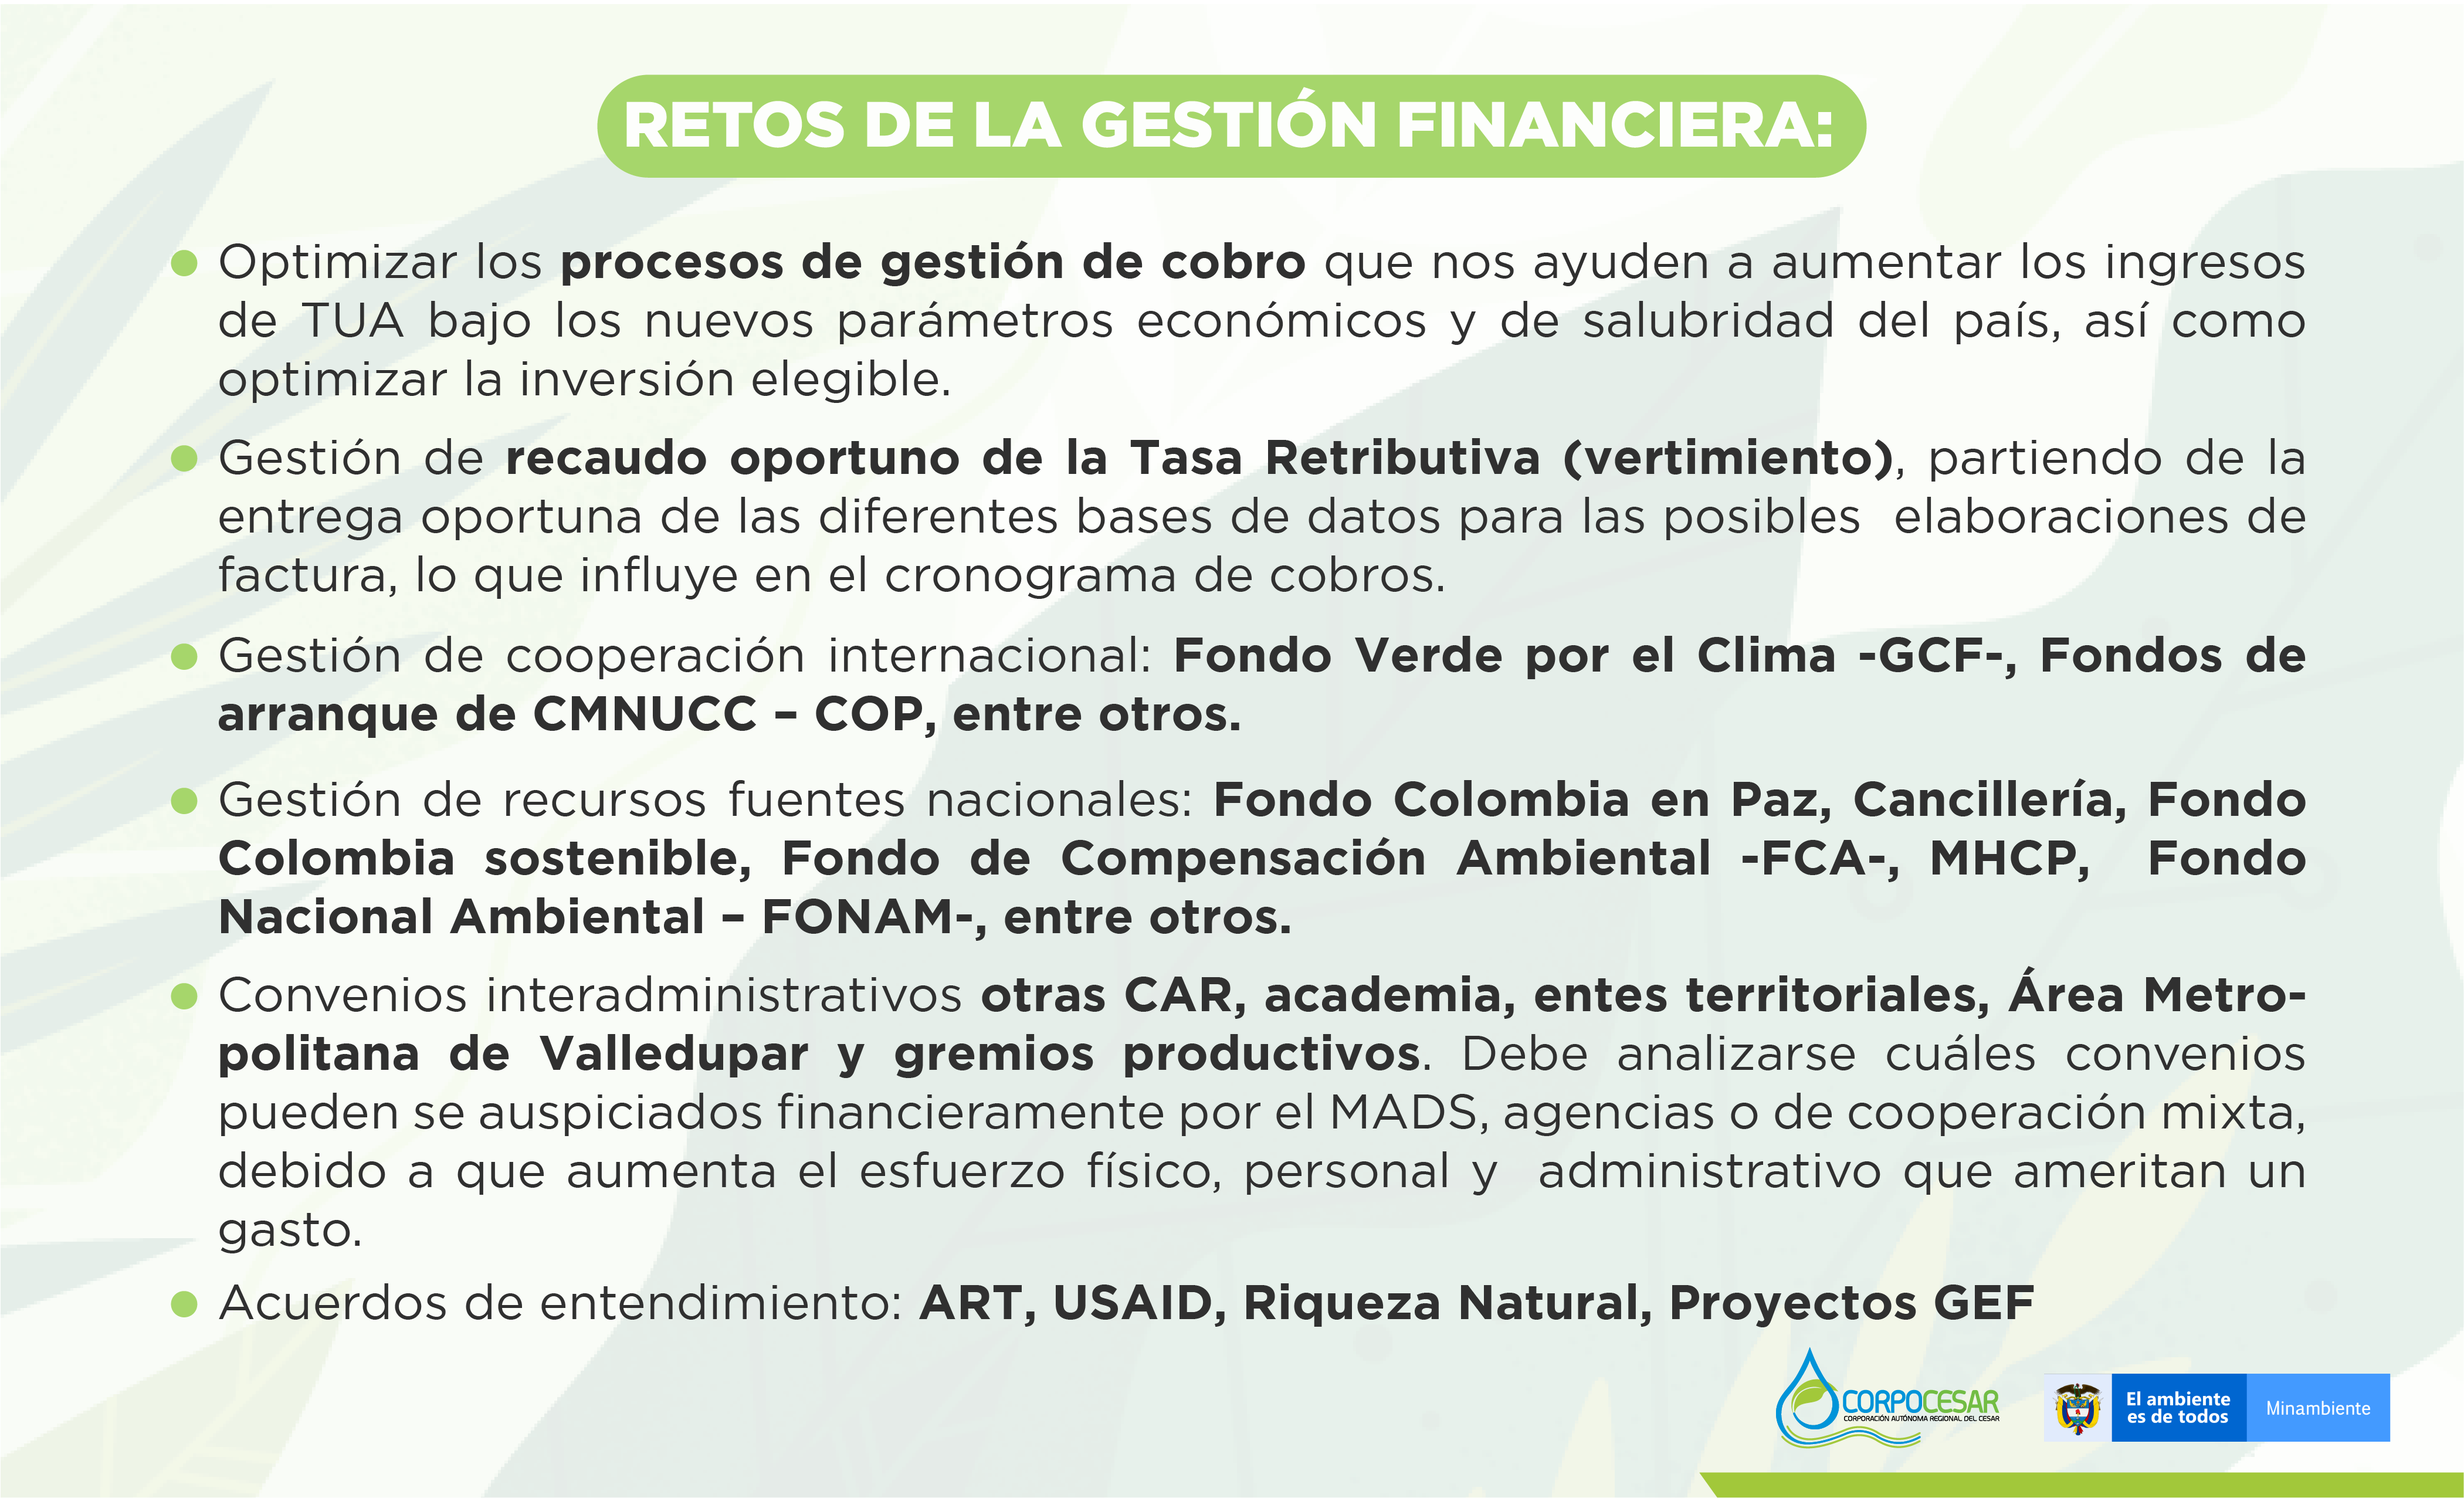 RETOS DE LA GESTIÓN FINANCIERA:
Optimizar los procesos de gestión de cobro que nos ayuden a aumentar los ingresos
de TUA bajo los nuevos parámetros económicos y de salubridad del país, así como
optimizar la inversión elegible.
Gestión de recaudo oportuno de la Tasa Retributiva (vertimiento), partiendo de la
entrega oportuna de las diferentes bases de datos para las posibles elaboraciones de
factura, lo que influye en el cronograma de cobros.
Gestión de cooperación internacional: Fondo Verde por el Clima -GCF-, Fondos de
arranque de CMNUCC – COP, entre otros.
Gestión de recursos fuentes nacionales: Fondo Colombia en Paz, Cancillería, Fondo
Colombia sostenible, Fondo de Compensación Ambiental -FCA-, MHCP, Fondo
Nacional Ambiental – FONAM-, entre otros.
Convenios interadministrativos otras CAR, academia, entes territoriales, Área Metro-
politana de Valledupar y gremios productivos. Debe analizarse cuáles convenios
pueden se auspiciados financieramente por el MADS, agencias o de cooperación mixta,
debido a que aumenta el esfuerzo físico, personal y administrativo que ameritan un
gasto.
Acuerdos de entendimiento: ART, USAID, Riqueza Natural, Proyectos GEF
CORPOCESAR
CORPORACIÓN AUTÓNOMA REGIONAL DEL CESAR
El ambiente
es de todos
Minambiente